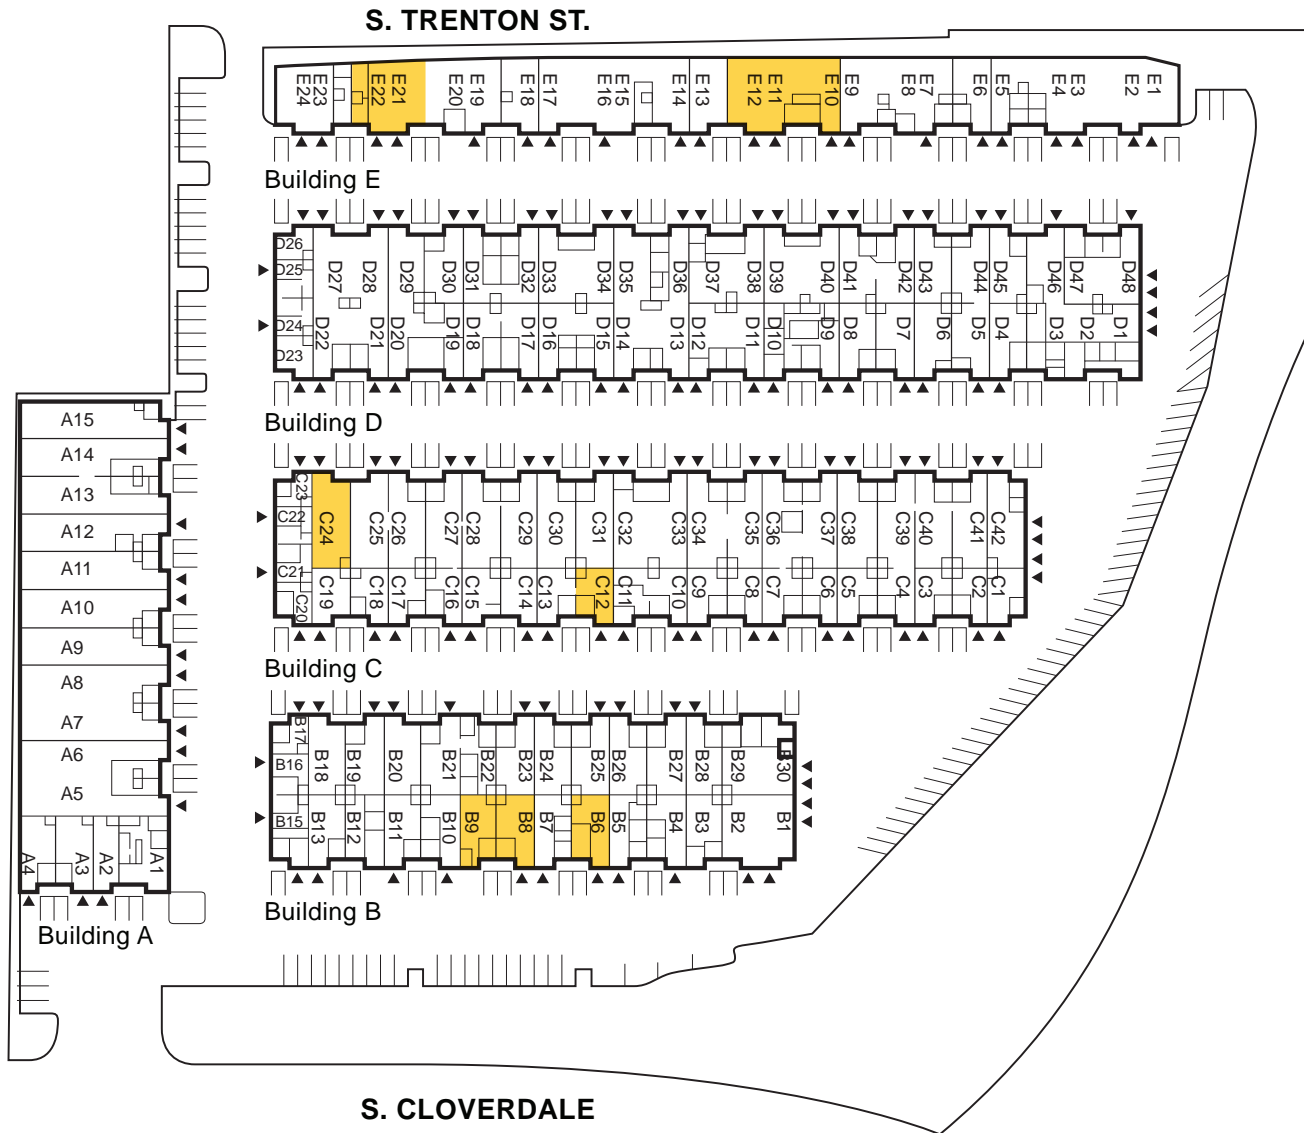 S. TRENTON ST.
E24 E23 E22 E21 E20 E19 E18 E17 E16 E15 E14 E13 E12 E11 E10 E9 E8 E7 E6 E5 E4 E3 E2 E1
Building E
D26
D25
D27 D28 D29 D30 D31 D32 D33 D34 D35 D36 D37 D38 D39 D40 D41 D42 D43 D44 D45 D46 D47 D48
D24
D23
D22 D21 D20 D19 D18 D17 D16 D15 D14 D13 D12 D11 D10 D9 D8 D7 D6 D5 D4 D3 D2 D1
Building D
C23
C22
C24 C25 C26 C27 C28 C29 C30 C31 C32 C33 C34 C35 C36 C37 C38 C39 C40 C41 C42
C21
C20
C19 C18 C17 C16 C15 C14 C13 C12 C11 C10 C9 C8 C7 C6 C5 C4 C3 C2 C1
Building C
B17
B16
B18 B19 B20 B21 B22 B23 B24 B25 B26 B27 B28 B29 B30
B15
B13 B12 B11 B10 B9 B8 B7 B6 B5 B4 B3 B2 B1
Building B
A15
A14
A13
A12
A11
A10
A9
A8
A7
A6
A5
A4 A3 A2 A1
Building A
S. CLOVERDALE